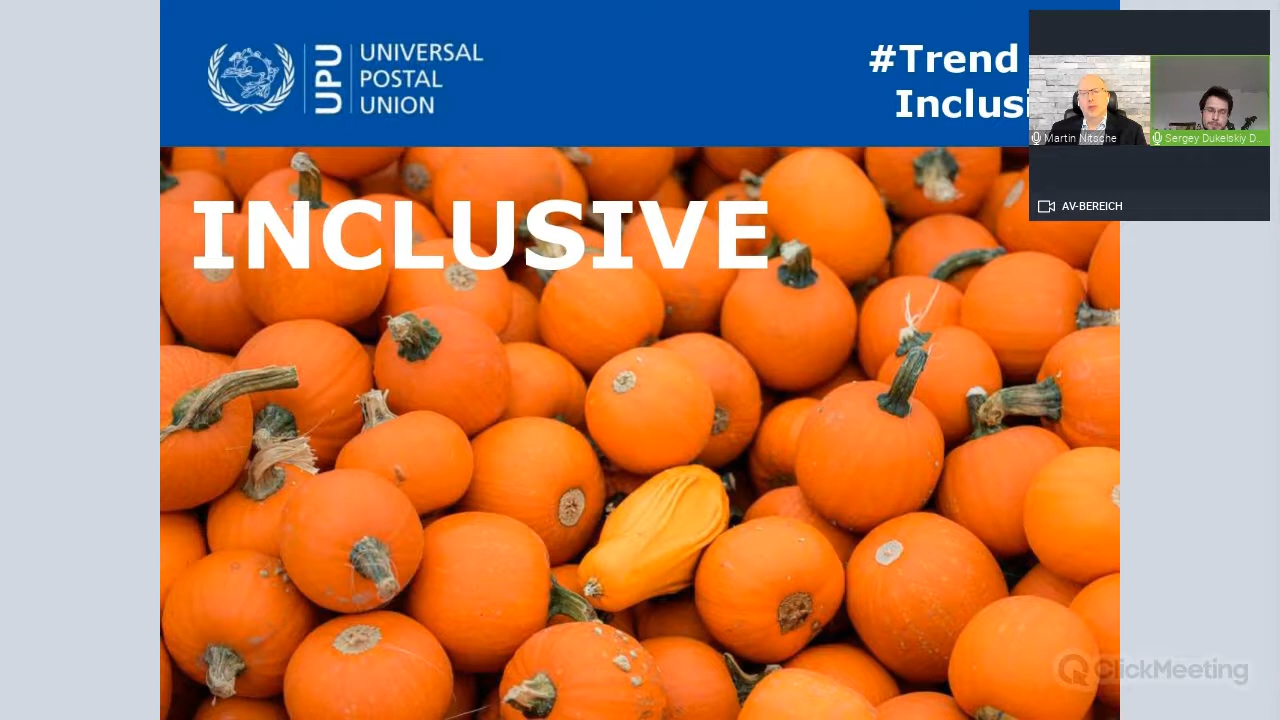 UPU
UNIVERSAL
POSTAL
UNION
#Trend
Inclusi
Martin Nitsche
Sergey Dukelskiy D...
AV-BEREICH
INCLUSIVE
ClickMeeting